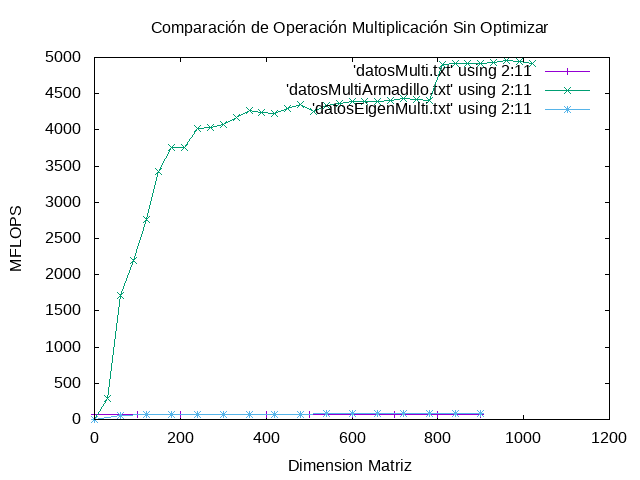 Comparación de Operación Multiplicación Sin Optimizar
5000
4500
4000
3500
3000
2500
2000
1500
1000
500
0
MFLOPS
'datosMulti.txt' using 2:11
'datosMultiArmadillo.txt' using 2:11
'datosEigenMulti.txt' using 2:11
0 200 400 600 800 1000 1200
Dimension Matriz